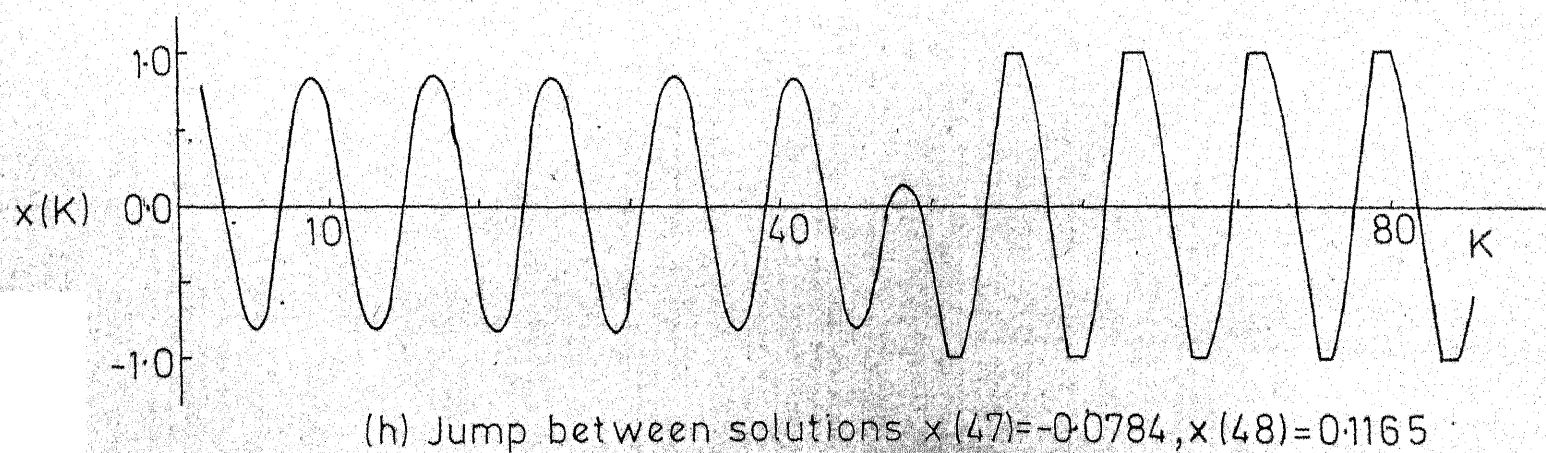 1·0
x(K) 0·0
10 40 80 K
-1·0
(h) Jump between solutions x(47)=-0·0784, x(48)=0·1165